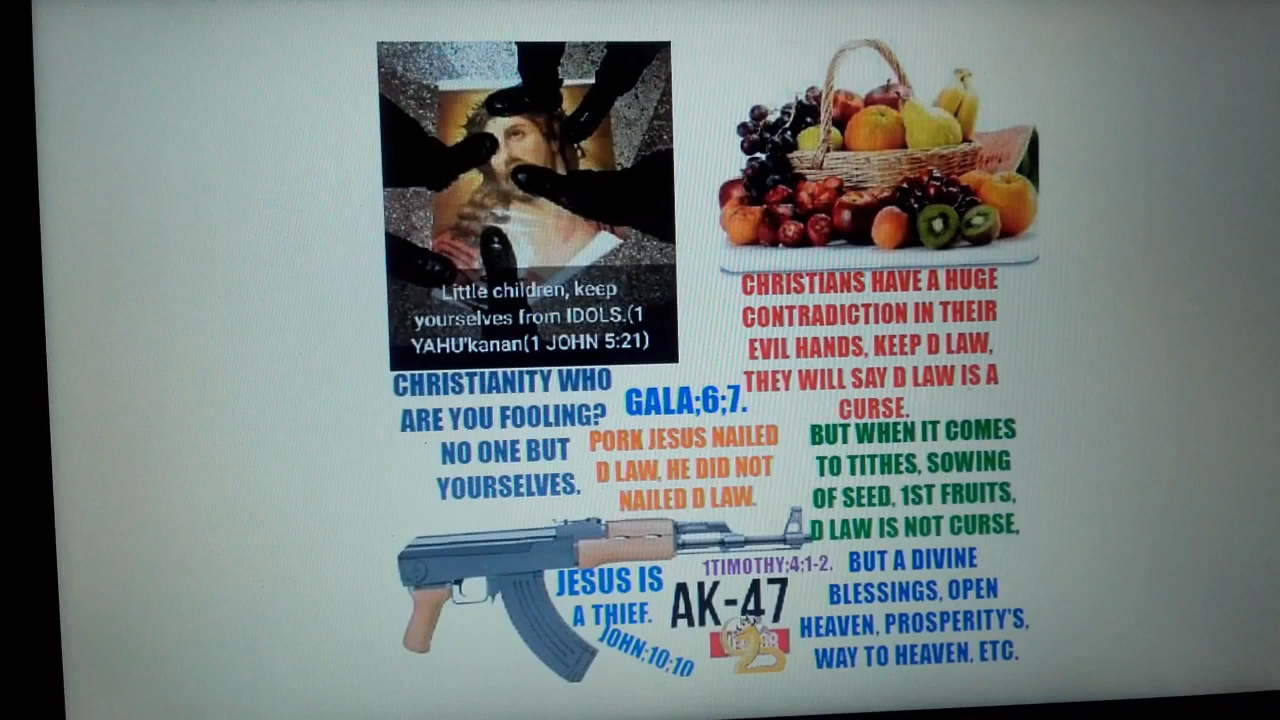 Little children, keep
yourselves from IDOLS.(1
YAHU'kanan(1 JOHN 5:21)
CHRISTIANITY WHO
ARE YOU FOOLING?
NO ONE BUT
YOURSELVES.
GALA;6;7.
PORK JESUS NAILED
D LAW, HE DID NOT
NAILED D LAW.
CHRISTIANS HAVE A HUGE
CONTRADICTION IN THEIR
EVIL HANDS, KEEP D LAW,
THEY WILL SAY D LAW IS A
CURSE.
BUT WHEN IT COMES
TO TITHES, SOWING
OF SEED, 1ST FRUITS,
D LAW IS NOT CURSE,
BUT A DIVINE
BLESSINGS, OPEN
HEAVEN, PROSPERITY'S,
WAY TO HEAVEN, ETC.
1TIMOTHY;4;1-2.
JESUS IS
A THIEF.
JOHN;10;10
AK-47